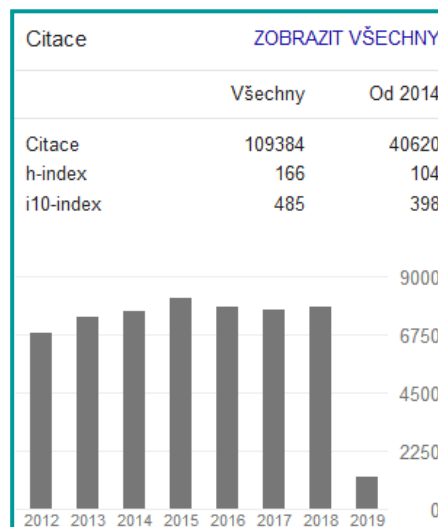 Citace ZOBRAZIT VŠECHNY
Všechny Od 2014
Citace 109384 40620
h-index 166 104
i10-index 485 398
9000
6750
4500
2250
0
2012 2013 2014 2015 2016 2017 2018 2019